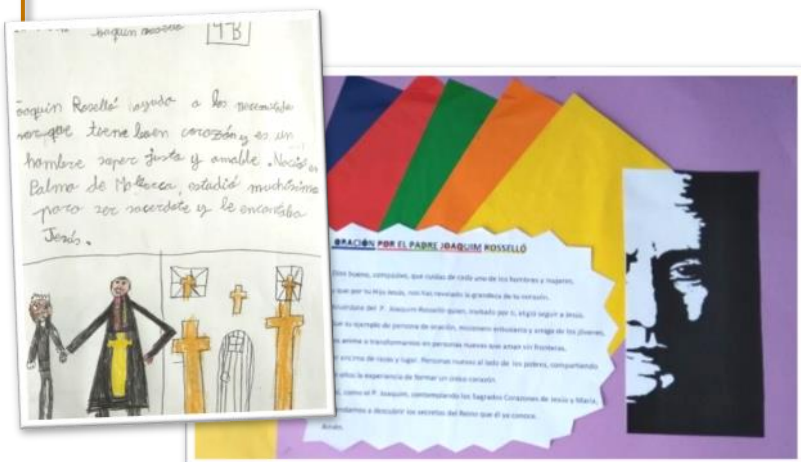 Joaquin Rosselló
4ºB
Joaquin Roselló ayuda a los necesitados
porque tiene buen corazón y es un
hombre super justo y amable. Nació en
Palma de Mallorca, estudió muchísimo
para ser sacerdote y le encantaba
Jesús.
ORACIÓN POR EL PADRE JOAQUIM ROSSELLÓ
Dios bueno, compasivo, que cuidas de cada uno de los hombres y mujeres,
que por tu Hijo Jesús, nos has revelado la grandeza de tu corazón.
del P. Joaquim Rosselló quien, invitado por ti, eligió seguir a Jesús.
su ejemplo de persona de oración, misionero entusiasta y amigo de los jóvenes,
anima a transformarnos en personas nuevas que aman sin fronteras.
encima de razas y lugar. Personas nuevas al lado de los pobres, compartiendo
ellos la experiencia de formar un único corazón.
como el P. Joaquim, contemplando los Sagrados Corazones de Jesús y María,
a descubrir los secretos del Reino que él ya conoce.
Amén.